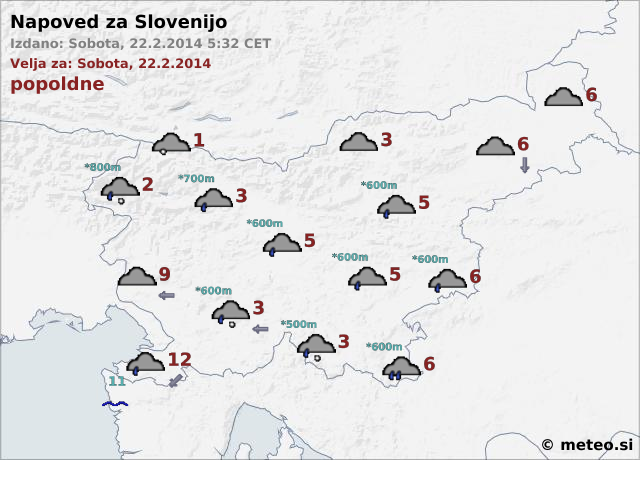 Napoved za Slovenijo
Izdano: Sobota, 22.2.2014 5:32 CET
Velja za: Sobota, 22.2.2014
popoldne
6
1
3
6
*800m
2
*700m
3
*600m
5
*600m
5
9
*600m
5
*600m
6
*600m
3
*500m
3
12
*600m
6
11
© meteo.si